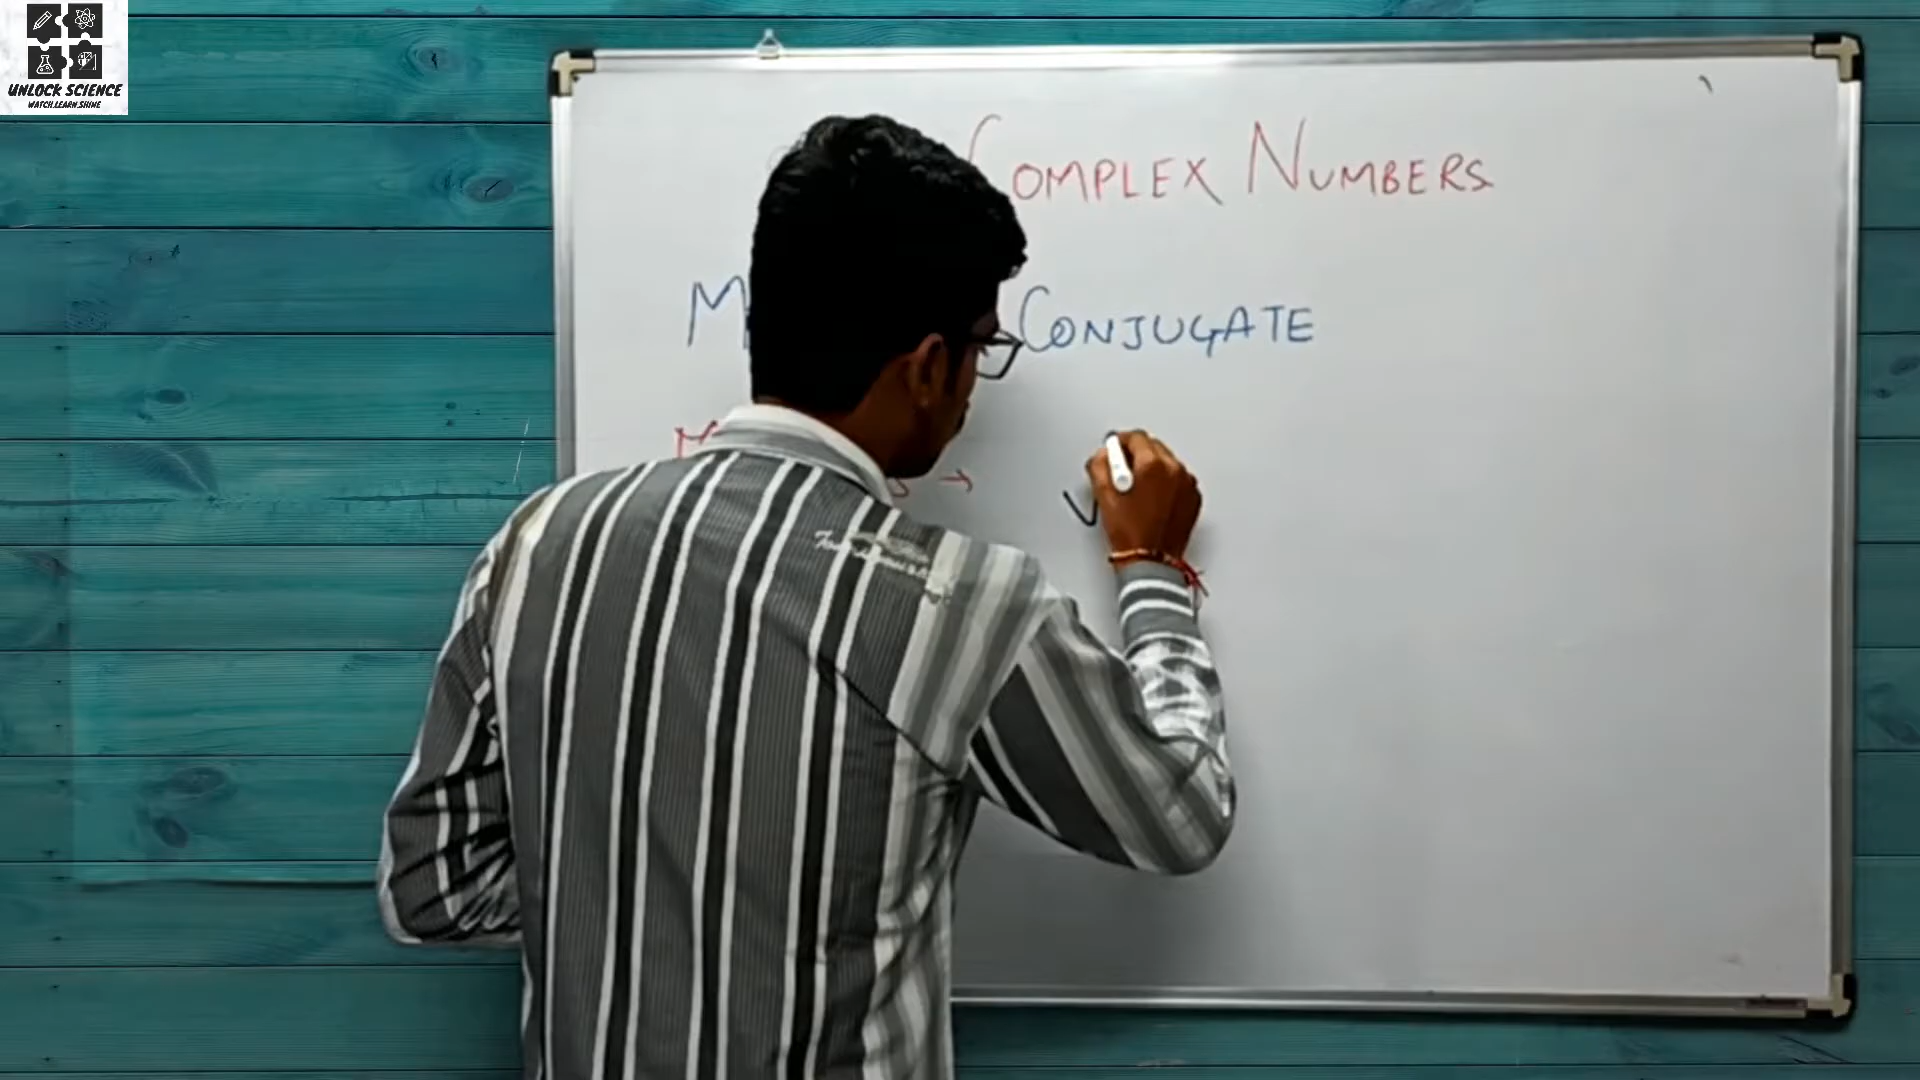 UNLOCK SCIENCE
WATCH.LEARN.SHINE
COMPLEX NUMBERS
M CONJUGATE
M s →